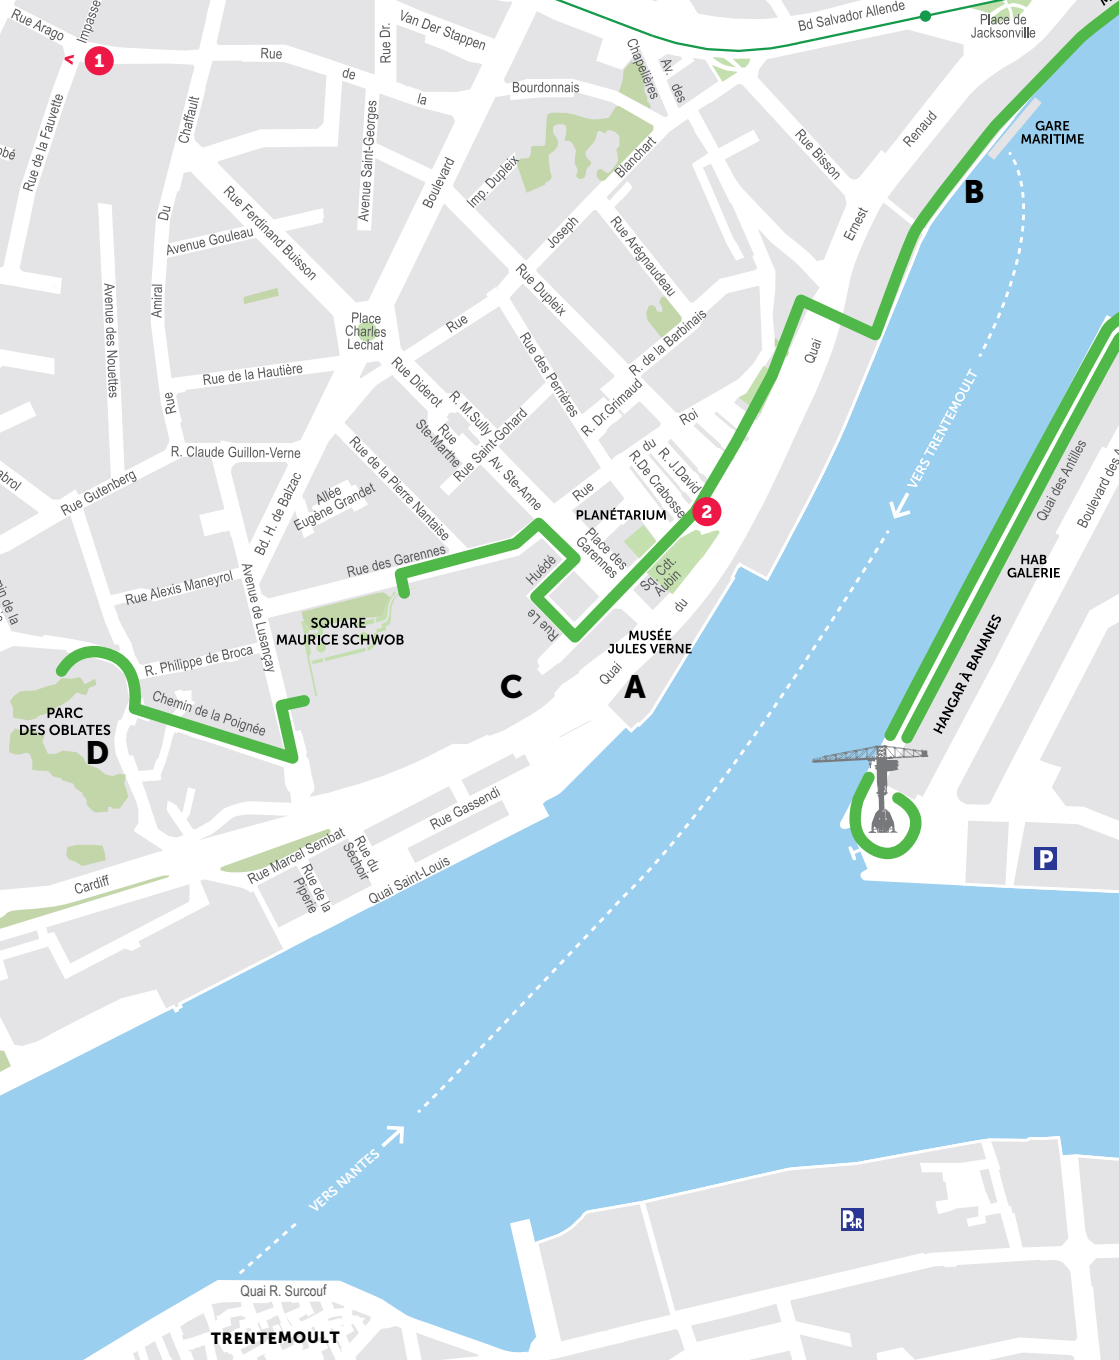 Rue Arago
Impasse
1
Rue
de
la
Rue Dr.
Van Der Stappen
Bourdonnais
Chapelières
Av. des
Bd Salvador Allende
Place de
Jacksonville
Rue de la Fauvette
Chaffault
Du
Amiral
Rue
Avenue Saint-Georges
Boulevard
Imp. Dupleix
Blanchart
Joseph
Rue
Rue Bisson
Renaud
Ernest
Quai
GARE
MARITIME
B
Rue Ferdinand Buisson
Avenue Gouleau
Avenue des Nouettes
Rue Arégnaudeau
Rue Dupleix
Place
Charles
Lechat
Rue de la Hautière
Rue Diderot
Rue des Perrières
R. de la Barbinais
R. Dr.Grimaud
Roi
du
R. M.Sully
Rue
Ste-Marthe
Rue Saint-Gohard
Av. Ste-Anne
Rue
R. J.David
R.De Crabosse
VERS TRENTEMOULT
R. Claude Guillon-Verne
Rue Gutenberg
Allée
Eugène Grandet
Rue de la Pierre Nantaise
Bd. H. de Balzac
Quai des Antilles
Boulevard des A
PLANÉTARIUM
2
Place des
Garennes
Rue des Garennes
Huédé
Rue Le
Sq. Cdt.
Aubin
du
Quai
HAB
GALERIE
HANGAR À BANANES
Rue Alexis Maneyrol
Avenue de Lusançay
SQUARE
MAURICE SCHWOB
MUSÉE
JULES VERNE
A
C
R. Philippe de Broca
Chemin de la Poignée
PARC
DES OBLATES
D
Rue Gassendi
Rue Marcel Sembat
Rue du
Séchoir
Rue de la
Piperie
Quai Saint-Louis
Cardiff
P
VERS NANTES
P+R
Quai R. Surcouf
TRENTEMOULT